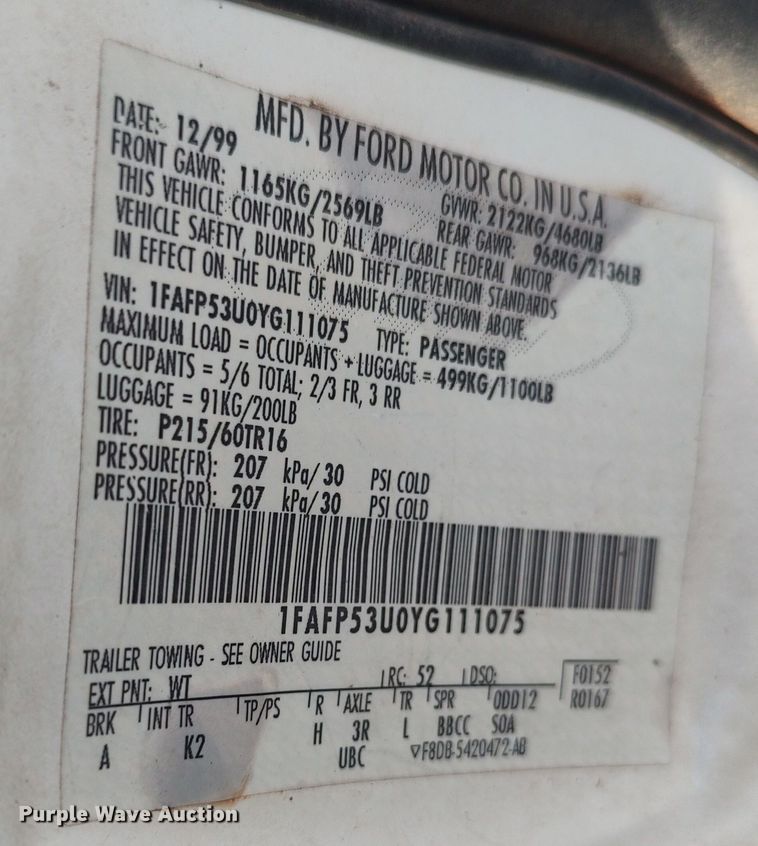 MFD. BY FORD MOTOR CO. IN U.S.A.
DATE: 12/99 GVWR: 2122KG/4680LB
FRONT GAWR: 1165KG/2569LB REAR GAWR: 968KG/2136LB
THIS VEHICLE CONFORMS TO ALL APPLICABLE FEDERAL MOTOR
VEHICLE SAFETY, BUMPER, AND THEFT PREVENTION STANDARDS
IN EFFECT ON THE DATE OF MANUFACTURE SHOWN ABOVE.
VIN: 1FAFP53U0YG111075 TYPE: PASSENGER
MAXIMUM LOAD = OCCUPANTS + LUGGAGE = 499KG/1100LB
OCCUPANTS = 5/6 TOTAL; 2/3 FR, 3 RR
LUGGAGE = 91KG/200LB
TIRE: P215/60TR16
PRESSURE(FR): 207 kPa/30 PSI COLD
PRESSURE(RR): 207 kPa/30 PSI COLD
1FAFP53U0YG111075
TRAILER TOWING - SEE OWNER GUIDE
EXT PNT: WT RC: 52 DSO: F0152
BRK INT TR TP/PS R AXLE TR SPR 0DD12 R0167
A K2 H 3R L BBCC SOA
UBC ▽F8DB-5420472-AB
Purple Wave Auction